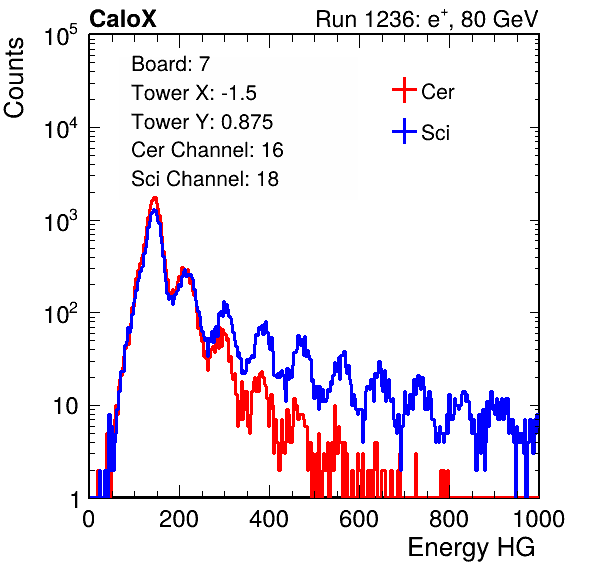 CaloX Run 1236: e⁺, 80 GeV
Counts
10⁵
10⁴
10³
10²
10
1
Board: 7
Tower X: -1.5
Tower Y: 0.875
Cer Channel: 16
Sci Channel: 18
Cer
Sci
0 200 400 600 800 1000
Energy HG